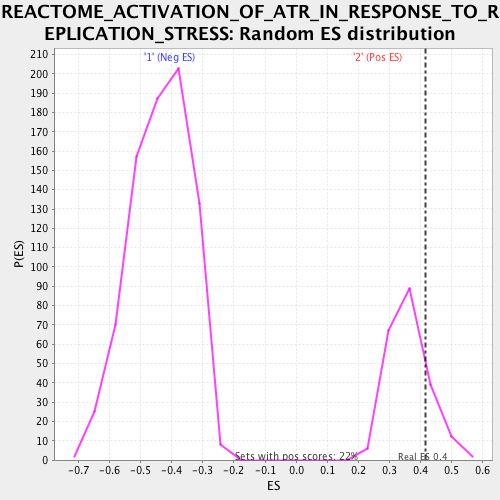 REACTOME_ACTIVATION_OF_ATR_IN_RESPONSE_TO_R
EPLICATION_STRESS: Random ES distribution
'1' (Neg ES)
'2' (Pos ES)
210
200
190
180
170
160
150
140
130
120
110
100
90
80
70
60
50
40
30
20
10
0
P(ES)
Sets with pos scores: 22%
Real ES 0.4
-0.7 -0.6 -0.5 -0.4 -0.3 -0.2 -0.1 0.0 0.1 0.2 0.3 0.4 0.5 0.6
ES